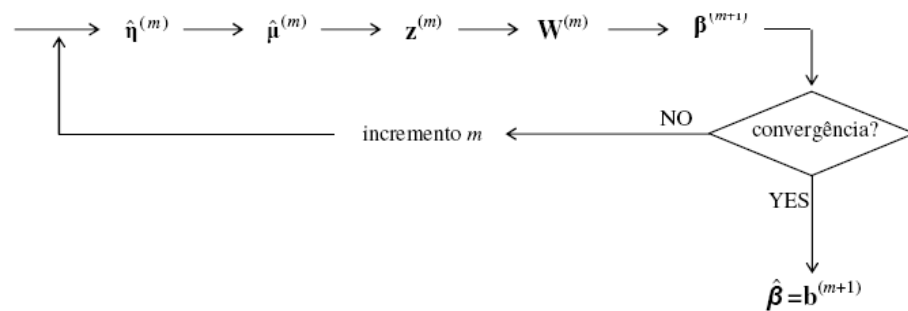 η̂⁽ᵐ⁾ μ̂⁽ᵐ⁾ z⁽ᵐ⁾ W⁽ᵐ⁾ β⁽ᵐ⁺¹⁾
convergência?
NO
incremento m
YES
β̂=b⁽ᵐ⁺¹⁾